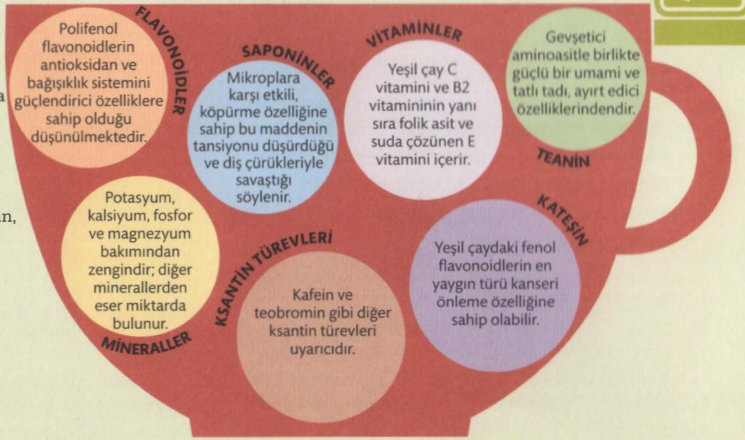 FLAVONOİDLER
Polifenol
flavonoidlerin
antioksidan ve
bağışıklık sistemini
güçlendirici özelliklere
sahip olduğu
düşünülmektedir.
SAPONİNLER
Mikroplara
karşı etkili,
köpürme özelliğine
sahip bu maddenin
tansiyonu düşürdüğü
ve diş çürükleriyle
savaştığı
söylenir.
VİTAMİNLER
Yeşil çay C
vitamini ve B2
vitamininin yanı
sıra folik asit ve
suda çözünen E
vitamini içerir.
Gevşetici
aminoasitle birlikte
güçlü bir umami ve
tatlı tadı, ayırt edici
özelliklerindendir.
TEANİN
Potasyum,
kalsiyum, fosfor
ve magnezyum
bakımından
zengindir; diğer
minerallerden
eser miktarda
bulunur.
MİNERALLER
KSANTİN TÜREVLERİ
Kafein ve
teobromin gibi diğer
ksantin türevleri
uyarıcıdır.
KATEŞİN
Yeşil çaydaki fenol
flavonoidlerin en
yaygın türü kanseri
önleme özelliğine
sahip olabilir.